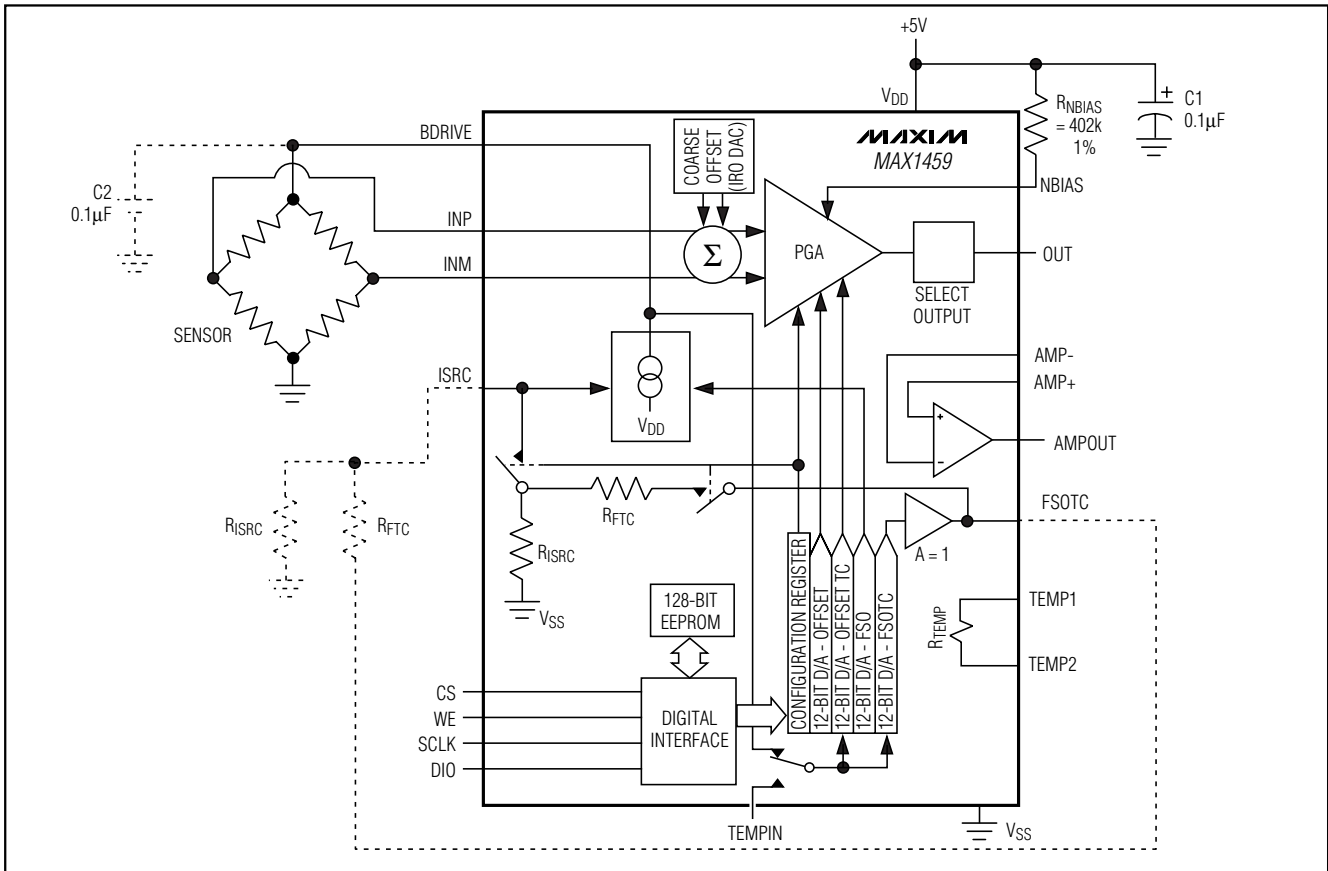 +5V
VDD
RNBIAS
= 402k
1%
C1
0.1µF
+
MAXIM
MAX1459
NBIAS
BDRIVE
C2
0.1µF
COARSE
OFFSET
(IRO DAC)
INP
INM
Σ
PGA
SELECT
OUTPUT
OUT
SENSOR
ISRC
VDD
AMP-
AMP+
+
−
AMPOUT
RISRC
RFTC
RFTC
RISRC
VSS
A = 1
FSOTC
CONFIGURATION REGISTER
12-BIT D/A - OFFSET
12-BIT D/A - OFFSET TC
12-BIT D/A - FSO
12-BIT D/A - FSOTC
128-BIT
EEPROM
TEMP1
RTEMP
TEMP2
CS
WE
SCLK
DIO
DIGITAL
INTERFACE
TEMPIN
VSS